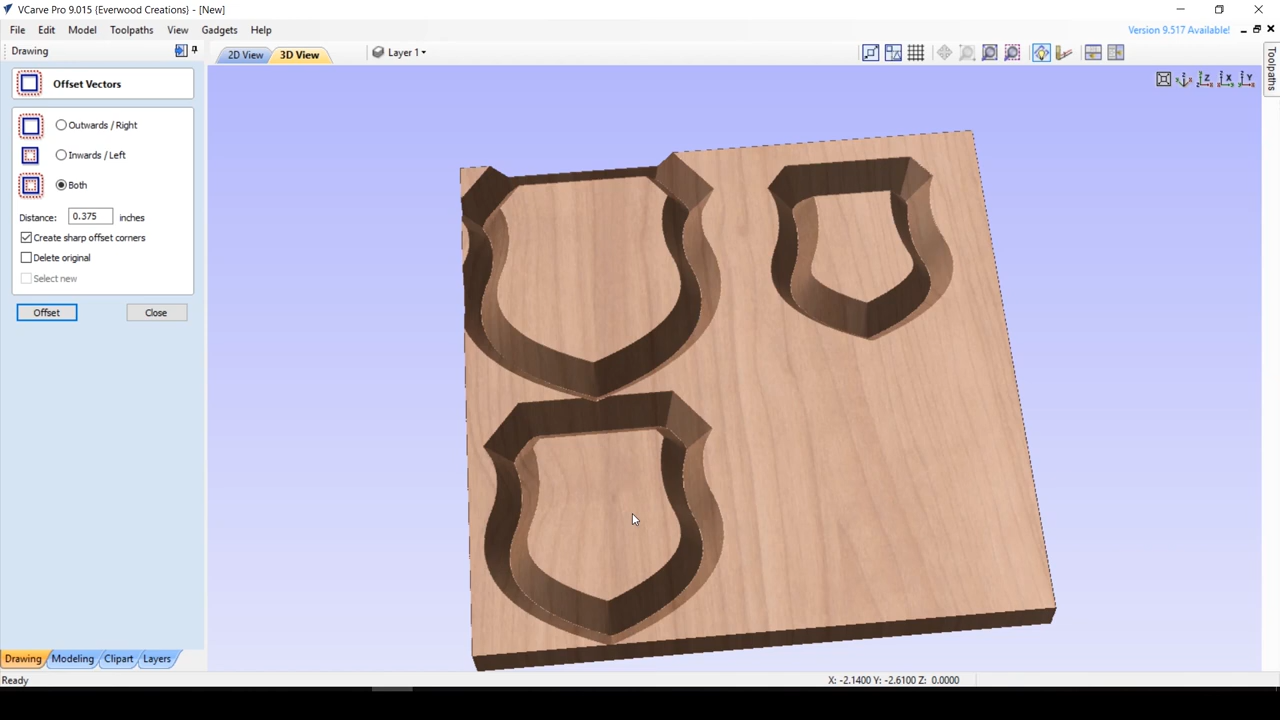 VCarve Pro 9.015 {Everwood Creations} - [New]
File Edit Model Toolpaths View Gadgets Help
Version 9.517 Available!
Drawing
2D View 3D View Layer 1
Toolpaths
Offset Vectors
Outwards / Right
Inwards / Left
Both
Distance: 0.375 inches
Create sharp offset corners
Delete original
Select new
Offset Close
Drawing Modeling Clipart Layers
Ready X: -2.1400 Y: -2.6100 Z: 0.0000